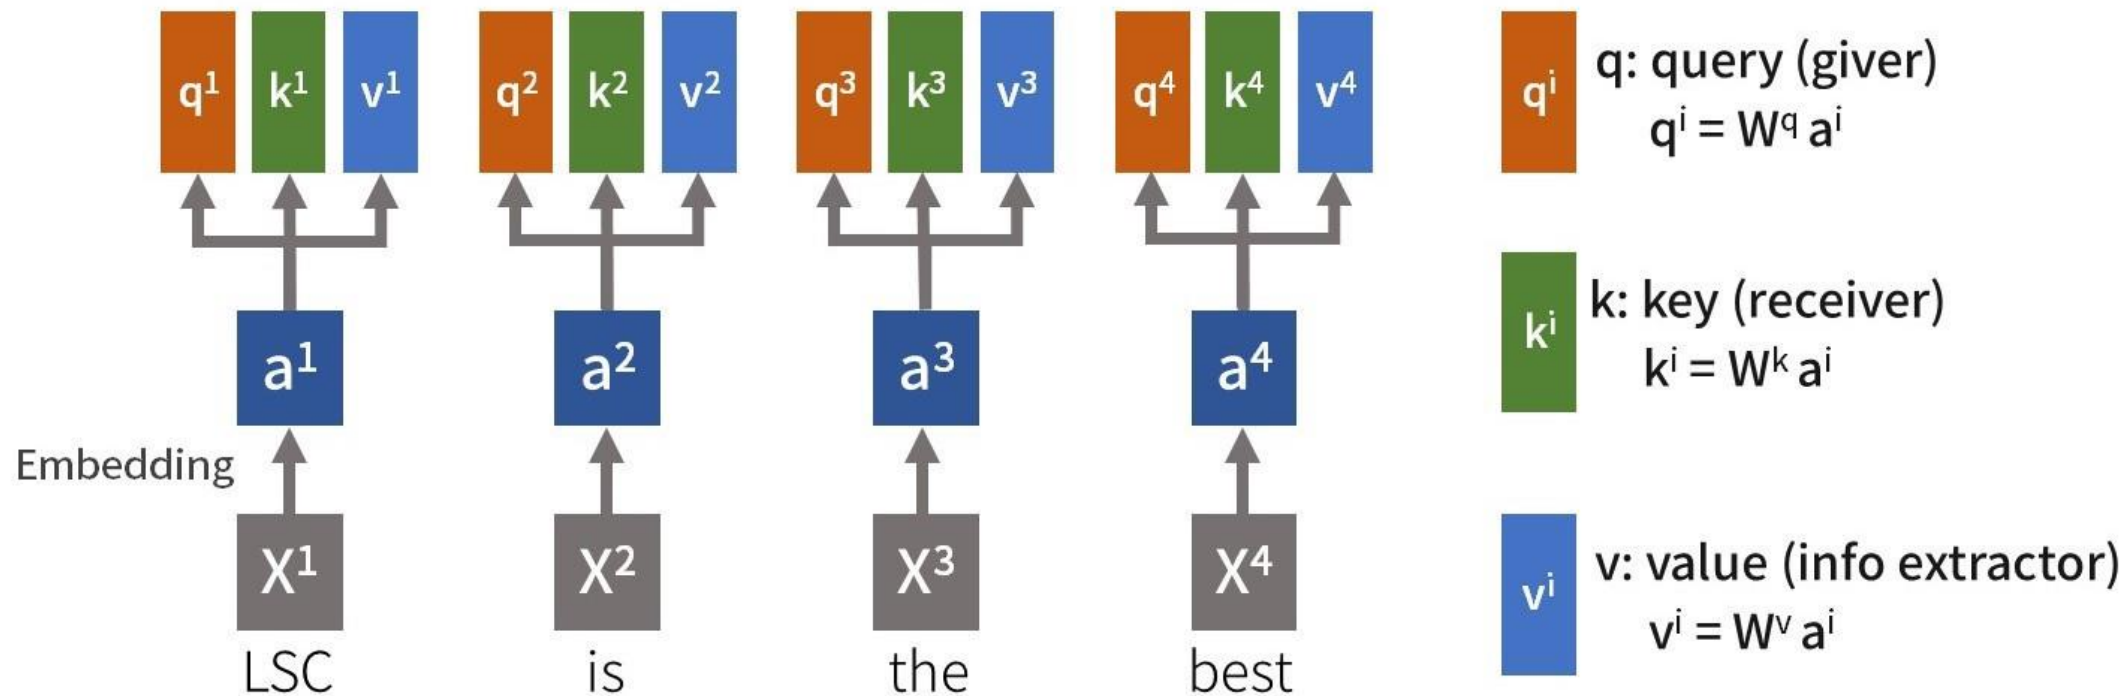 q¹ k¹ v¹ q² k² v² q³ k³ v³ q⁴ k⁴ v⁴
a¹ a² a³ a⁴
Embedding
X¹ X² X³ X⁴
LSC is the best
qⁱ q: query (giver)
qⁱ = W^q aⁱ
kⁱ k: key (receiver)
kⁱ = W^k aⁱ
vⁱ v: value (info extractor)
vⁱ = W^v aⁱ